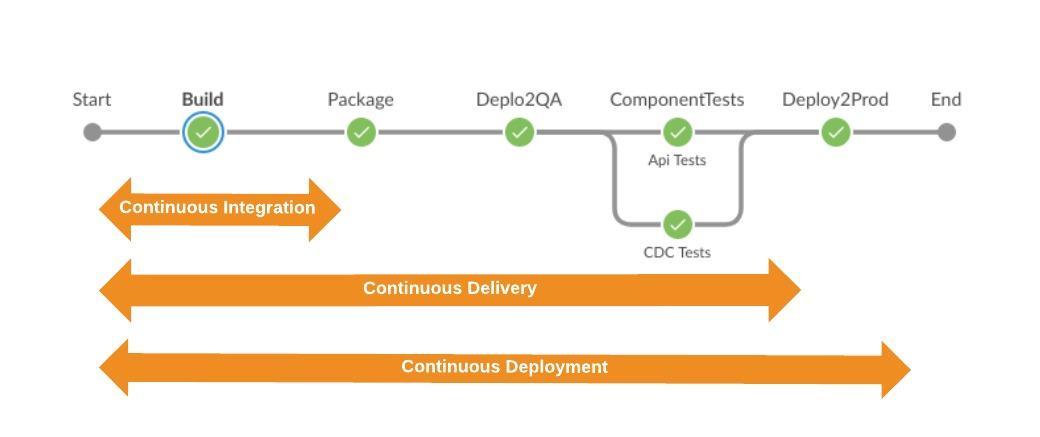 Start
Build
Package
Deplo2QA
ComponentTests
Deploy2Prod
End
Api Tests
CDC Tests
Continuous Integration
Continuous Delivery
Continuous Deployment